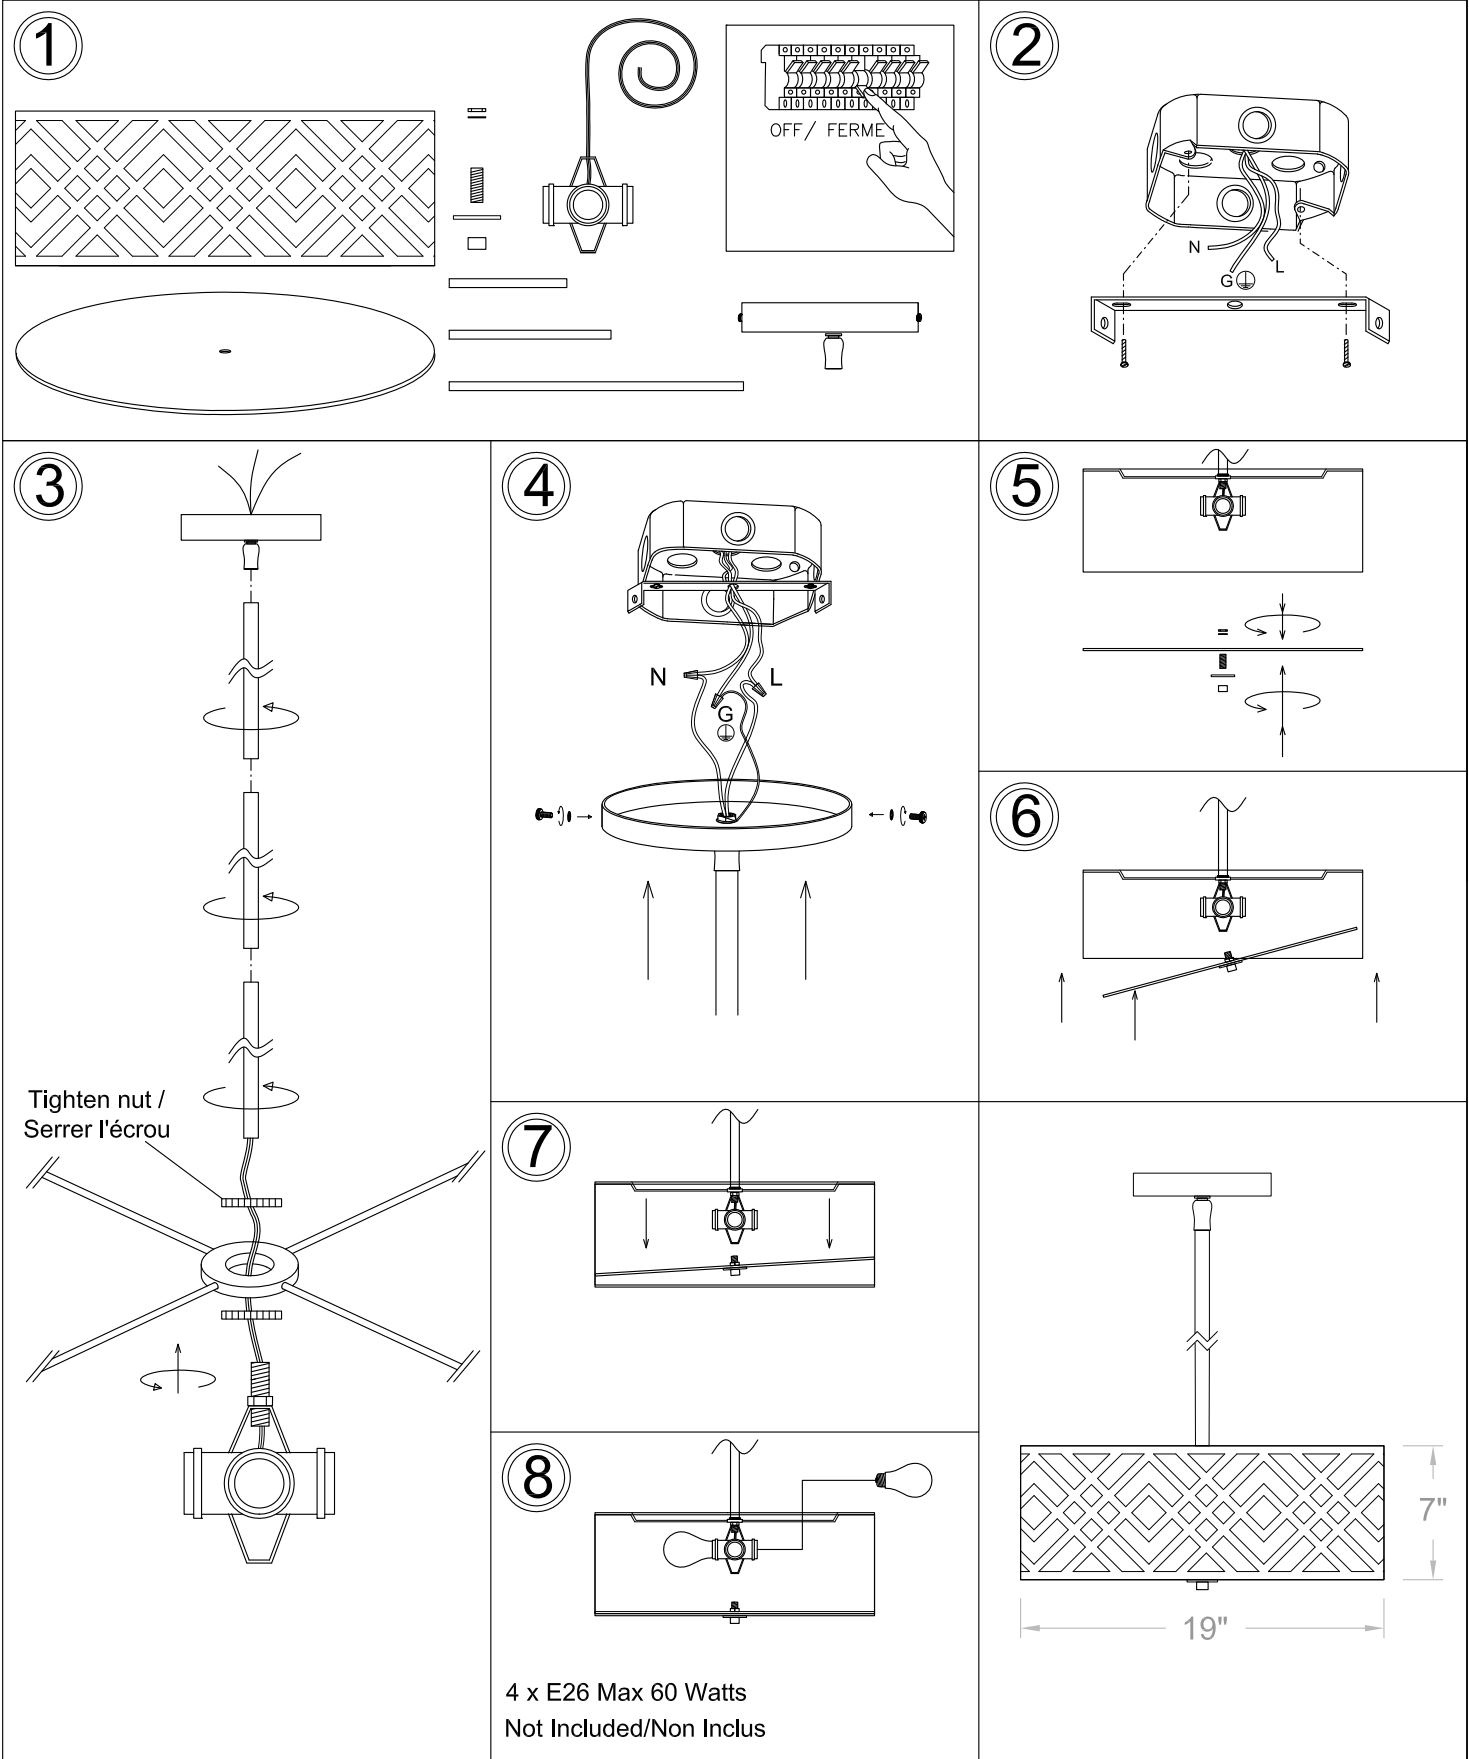 1
OFF/ FERME
2
N
G
L
3
Tighten nut /
Serrer l'écrou
4
N
L
G
5
6
7
8
4 x E26 Max 60 Watts
Not Included/Non Inclus
7"
19"